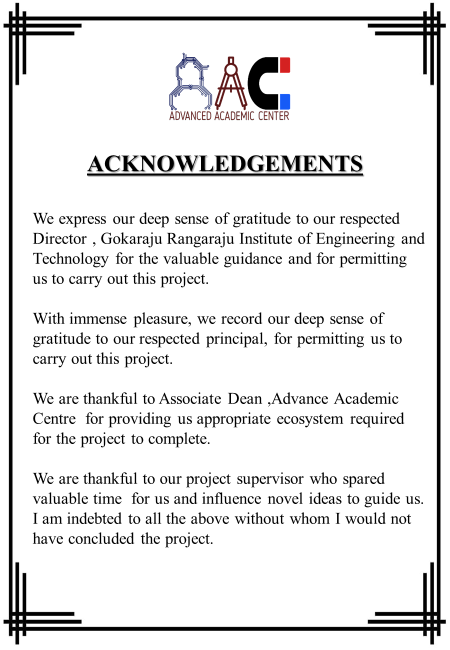 AAC
ADVANCED ACADEMIC CENTER
ACKNOWLEDGEMENTS
We express our deep sense of gratitude to our respected
Director , Gokaraju Rangaraju Institute of Engineering and
Technology for the valuable guidance and for permitting
us to carry out this project.
With immense pleasure, we record our deep sense of
gratitude to our respected principal, for permitting us to
carry out this project.
We are thankful to Associate Dean ,Advance Academic
Centre for providing us appropriate ecosystem required
for the project to complete.
We are thankful to our project supervisor who spared
valuable time for us and influence novel ideas to guide us.
I am indebted to all the above without whom I would not
have concluded the project.